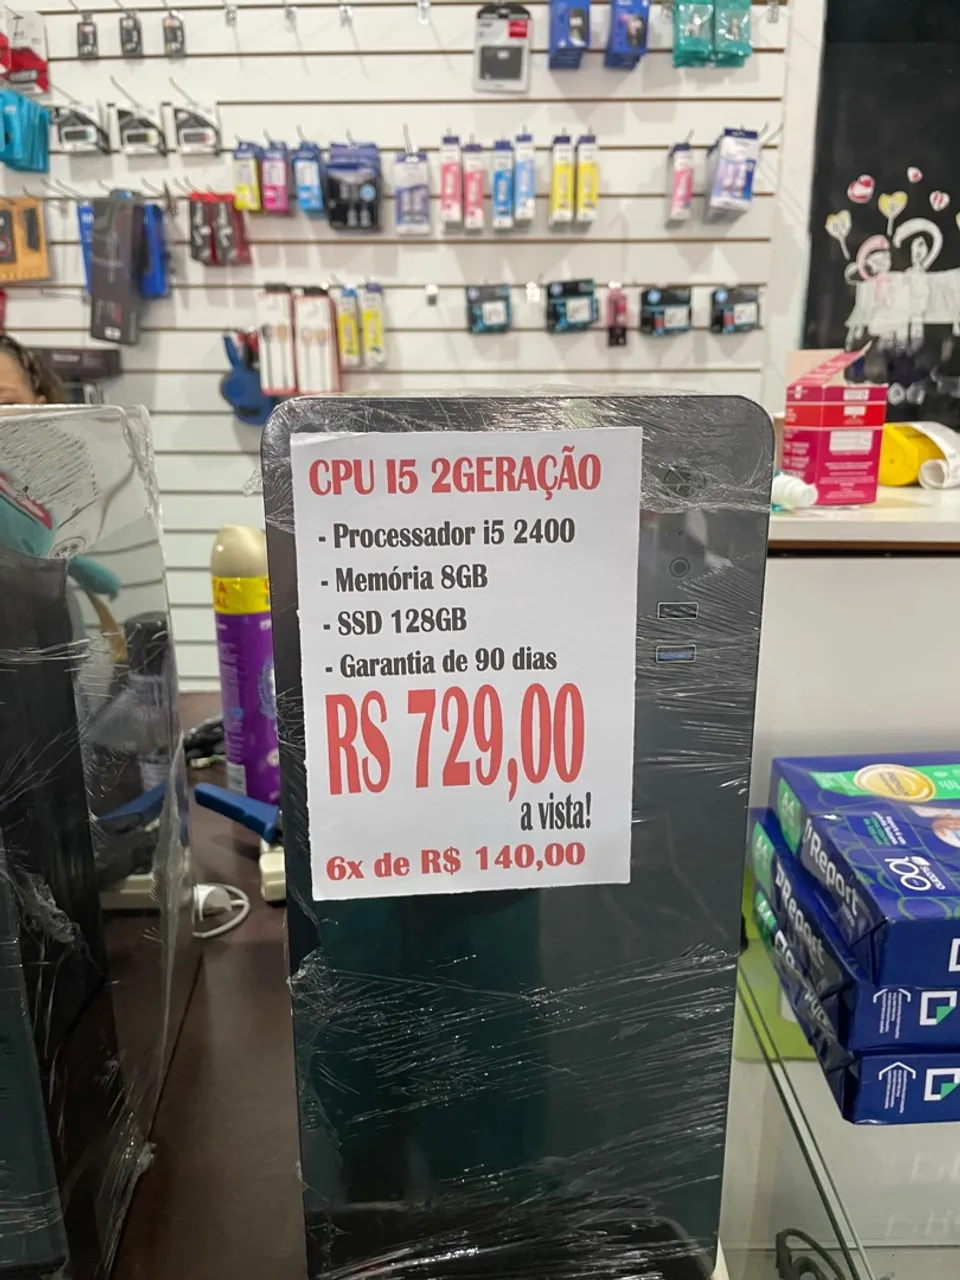 CPU I5 2GERAÇÃO
- Processador i5 2400
- Memória 8GB
- SSD 128GB
- Garantia de 90 dias
R$ 729,00
a vista!
6x de R$ 140,00
Report
Report